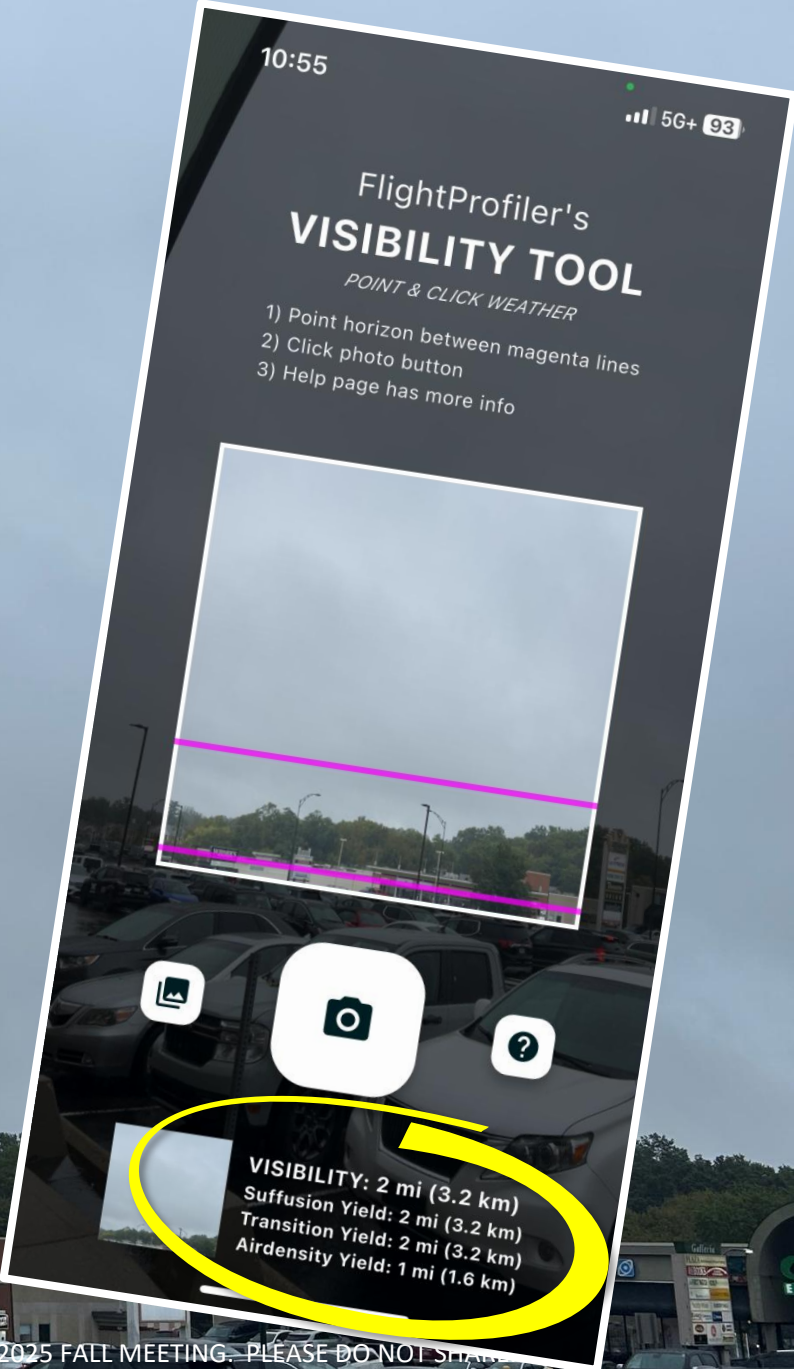 10:55
5G+ 93
FlightProfiler's
VISIBILITY TOOL
POINT & CLICK WEATHER
1) Point horizon between magenta lines
2) Click photo button
3) Help page has more info
VISIBILITY: 2 mi (3.2 km)
Suffusion Yield: 2 mi (3.2 km)
Transition Yield: 2 mi (3.2 km)
Airdensity Yield: 1 mi (1.6 km)
Galleria
2025 FALL MEETING. PLEASE DO NOT SHARE